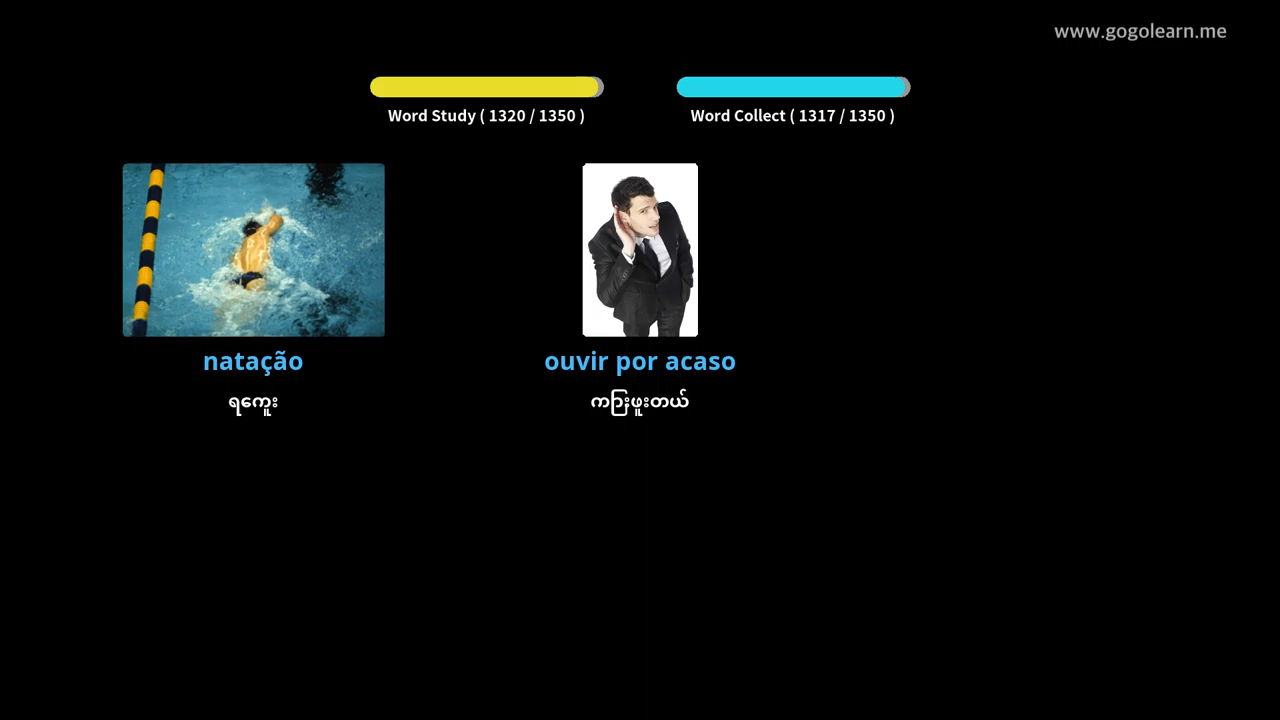 www.gogolearn.me
Word Study ( 1320 / 1350 )
Word Collect ( 1317 / 1350 )
natação
ouvir por acaso
ရေကူး
ကြားဖူးတယ်